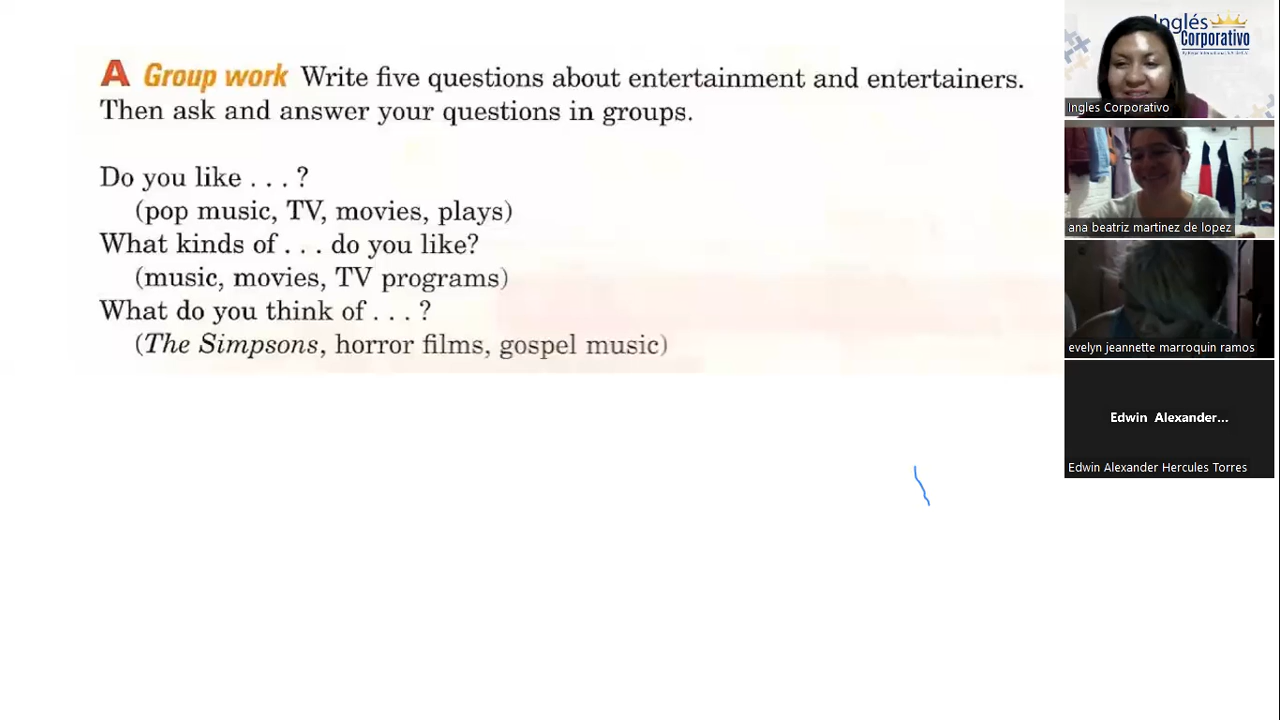 A Group work Write five questions about entertainment and entertainers.
Then ask and answer your questions in groups.
Do you like . . . ?
(pop music, TV, movies, plays)
What kinds of . . . do you like?
(music, movies, TV programs)
What do you think of . . . ?
(The Simpsons, horror films, gospel music)
Inglés
Corporativo
Ingles Corporativo
ana beatriz martinez de lopez
evelyn jeannette marroquin ramos
Edwin Alexander...
Edwin Alexander Hercules Torres